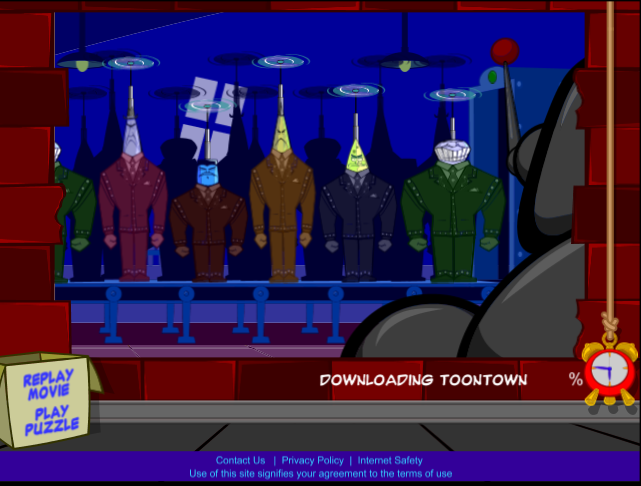 DOWNLOADING TOONTOWN %
REPLAY
MOVIE
PLAY
PUZZLE
Contact Us | Privacy Policy | Internet Safety
Use of this site signifies your agreement to the terms of use